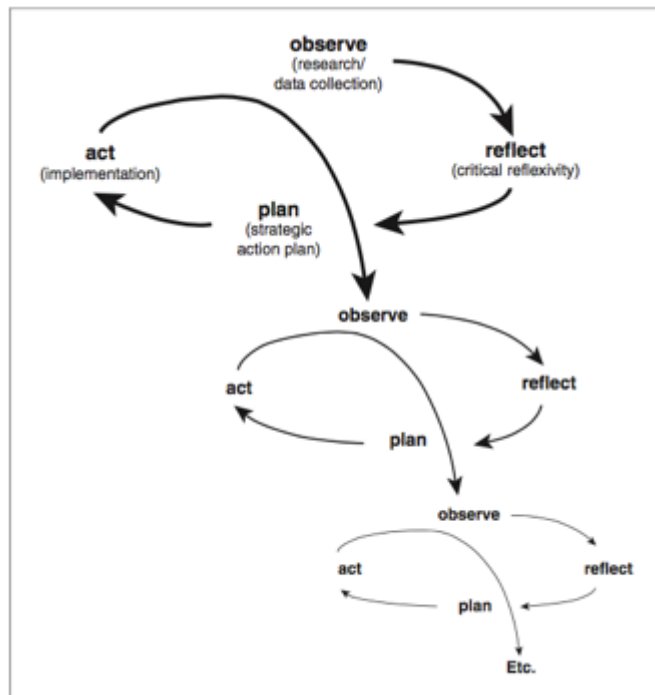 observe
(research/
data collection)
reflect
(critical reflexivity)
plan
(strategic
action plan)
act
(implementation)
observe
reflect
plan
act
observe
reflect
plan
act
Etc.